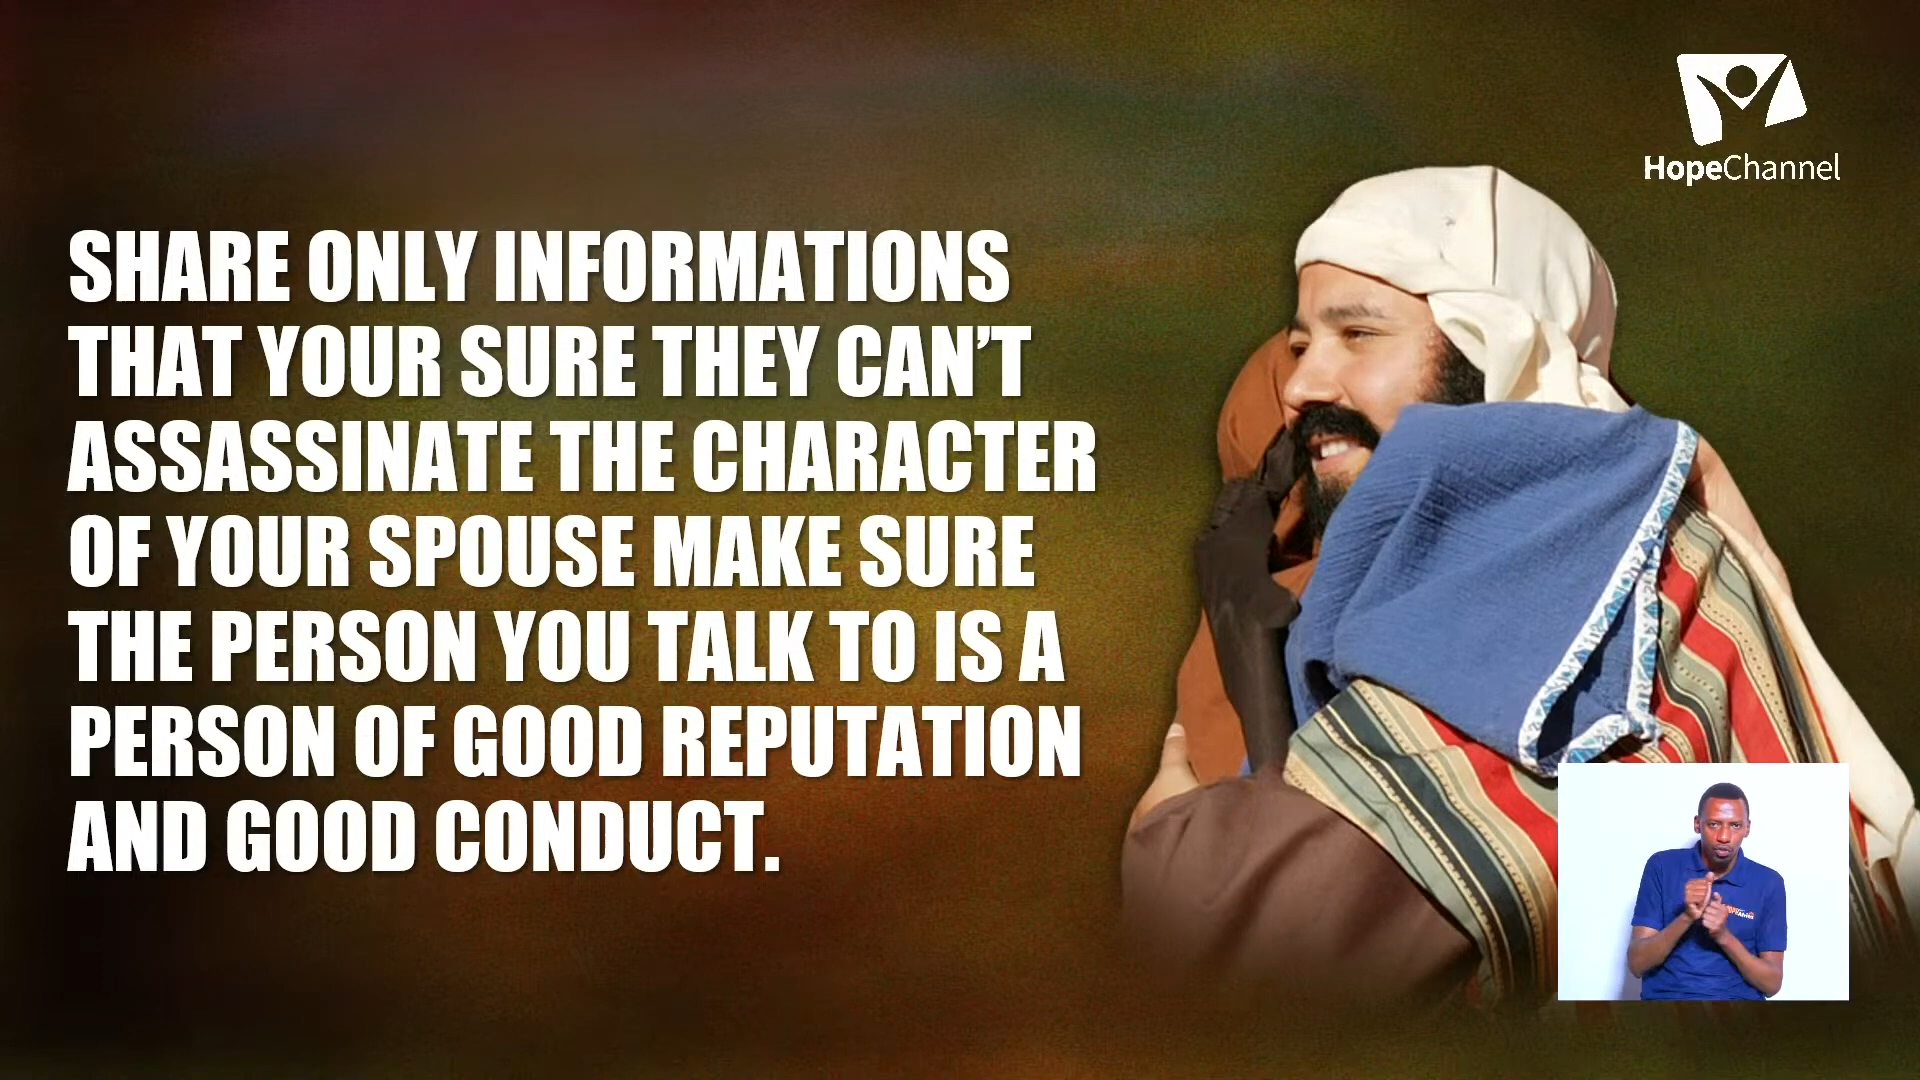 HopeChannel
SHARE ONLY INFORMATIONS
THAT YOUR SURE THEY CAN'T
ASSASSINATE THE CHARACTER
OF YOUR SPOUSE MAKE SURE
THE PERSON YOU TALK TO IS A
PERSON OF GOOD REPUTATION
AND GOOD CONDUCT.